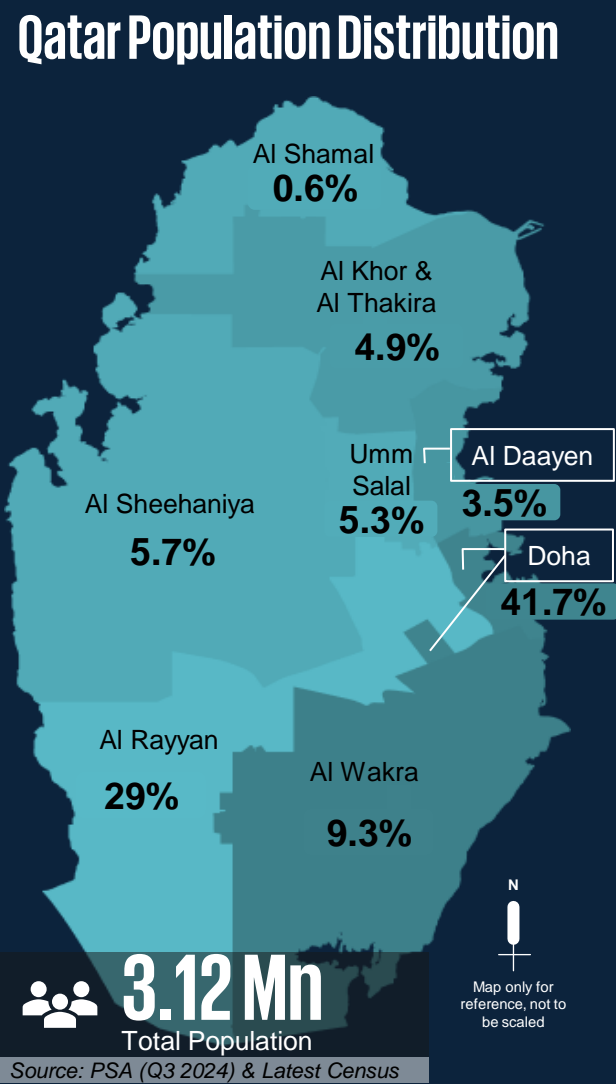 Qatar Population Distribution
Al Shamal
0.6%
Al Khor &
Al Thakira
4.9%
Umm
Salal
5.3%
Al Daayen
3.5%
Al Sheehaniya
5.7%
Doha
41.7%
Al Rayyan
29%
Al Wakra
9.3%
N
Map only for
reference, not to
be scaled
3.12 Mn
Total Population
Source: PSA (Q3 2024) & Latest Census